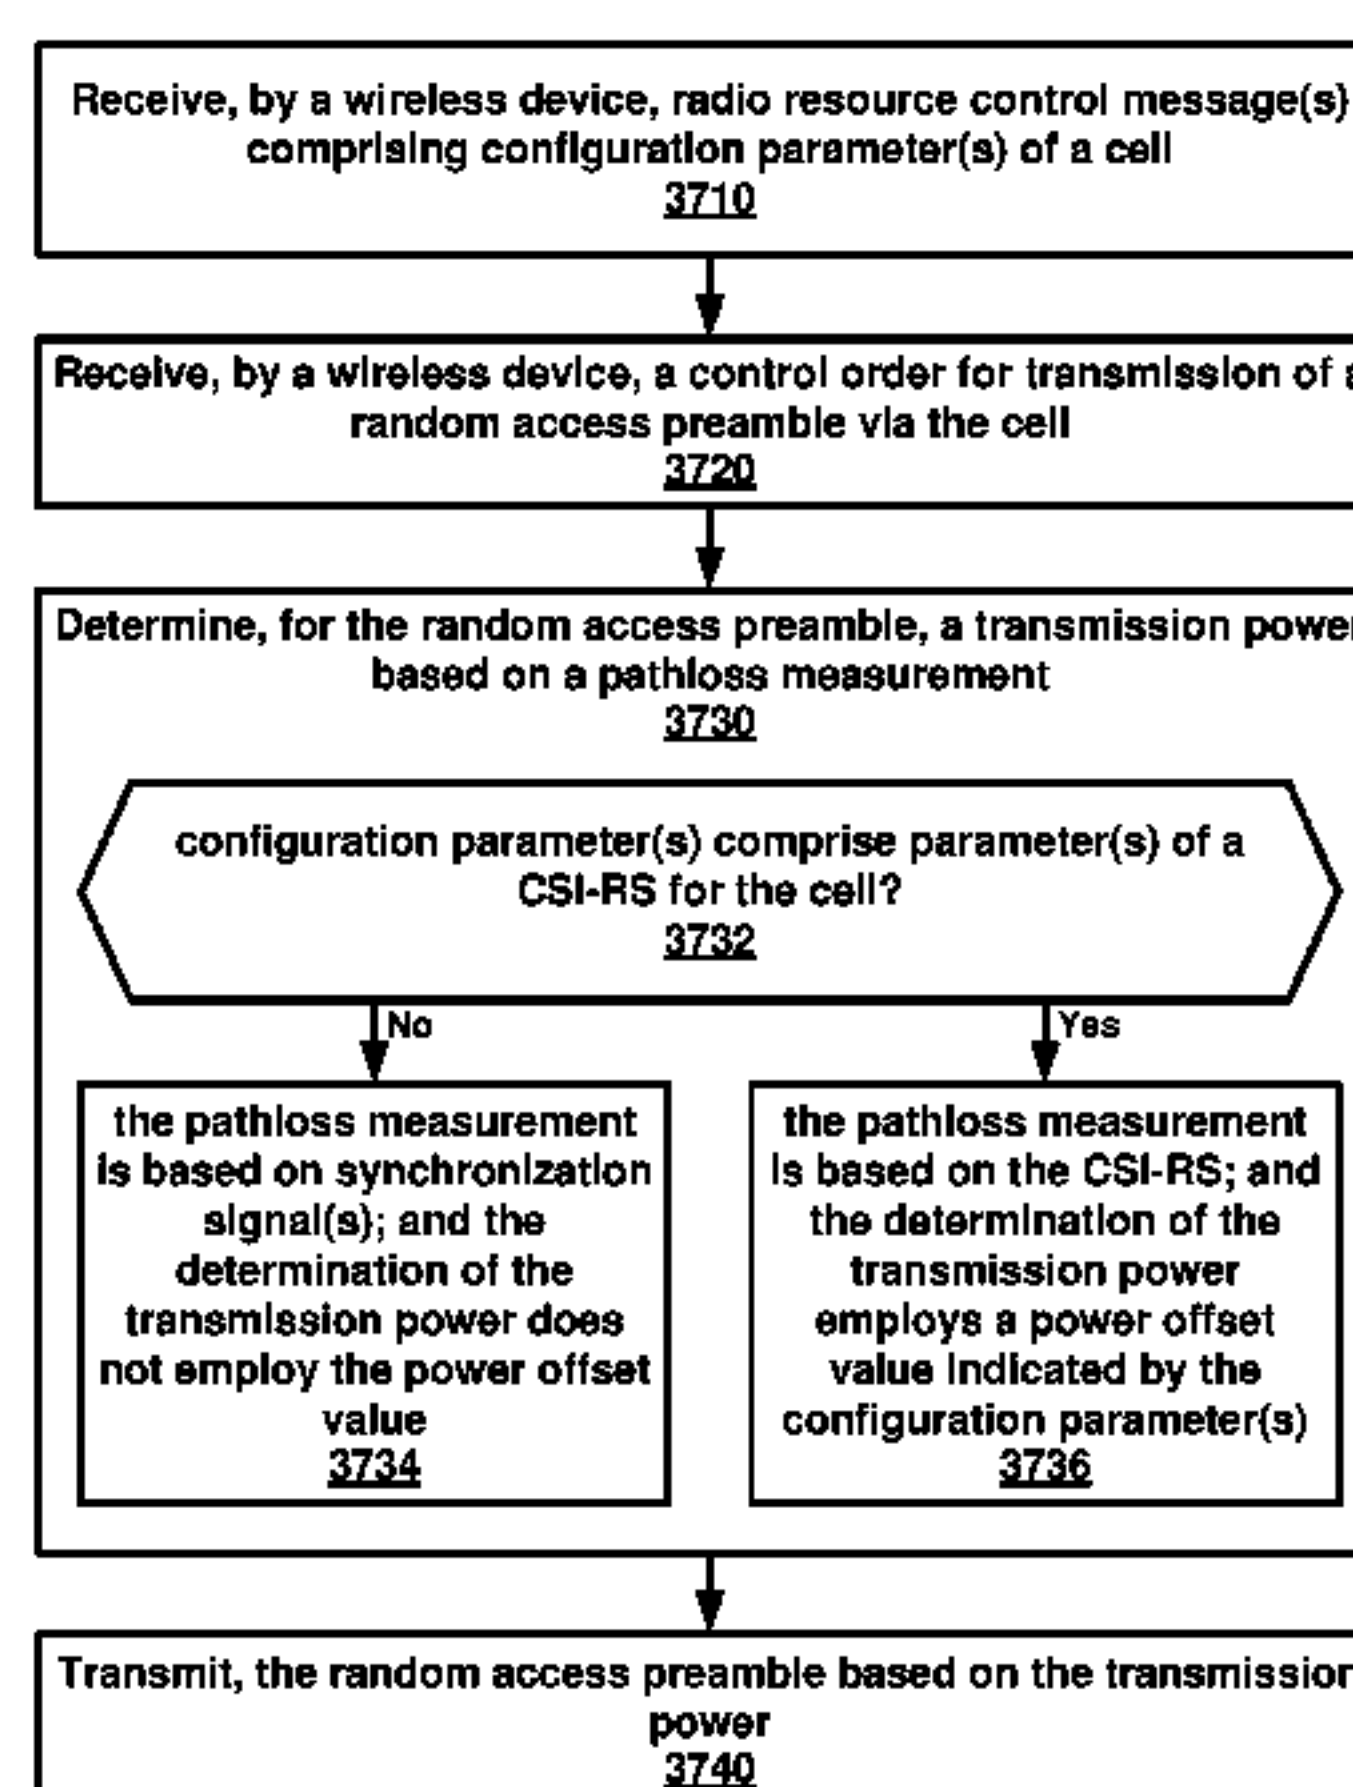 Receive, by a wireless device, radio resource control message(s)
comprising configuration parameter(s) of a cell
3710
Receive, by a wireless device, a control order for transmission of a
random access preamble via the cell
3720
Determine, for the random access preamble, a transmission power
based on a pathloss measurement
3730
configuration parameter(s) comprise parameter(s) of a
CSI-RS for the cell?
3732
No
Yes
the pathloss measurement
is based on synchronization
signal(s); and the
determination of the
transmission power does
not employ the power offset
value
3734
the pathloss measurement
is based on the CSI-RS; and
the determination of the
transmission power
employs a power offset
value indicated by the
configuration parameter(s)
3736
Transmit, the random access preamble based on the transmission
power
3740